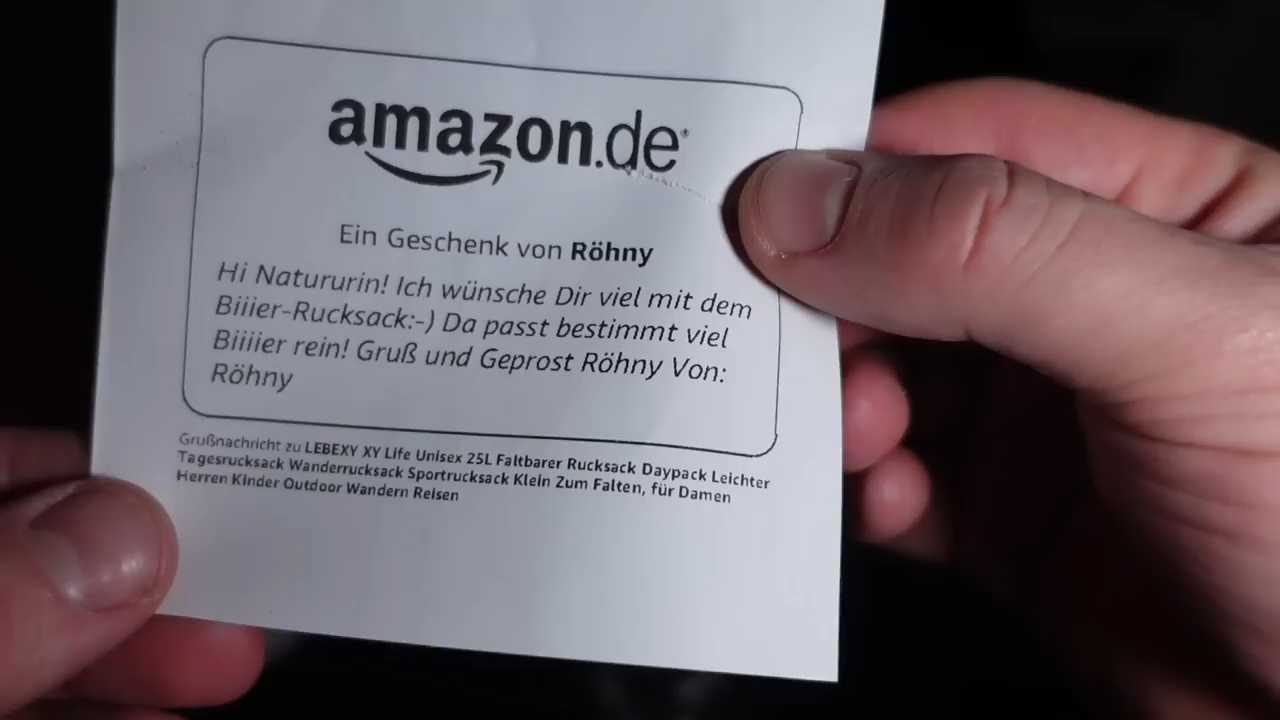 amazon.de
Ein Geschenk von Röhny
Hi Natururin! Ich wünsche Dir viel mit dem
Biiier-Rucksack:-) Da passt bestimmt viel
Biiiier rein! Gruß und Geprost Röhny Von:
Röhny
Grußnachricht zu LEBEXY XY Life Unisex 25L Faltbarer Rucksack Daypack Leichter
Tagesrucksack Wanderrucksack Sportrucksack Klein Zum Falten, für Damen
Herren Kinder Outdoor Wandern Reisen